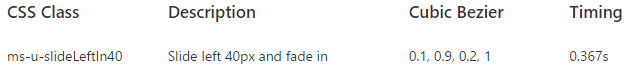 CSS Class Description Cubic Bezier Timing
ms-u-slideLeftIn40 Slide left 40px and fade in 0.1, 0.9, 0.2, 1 0.367s